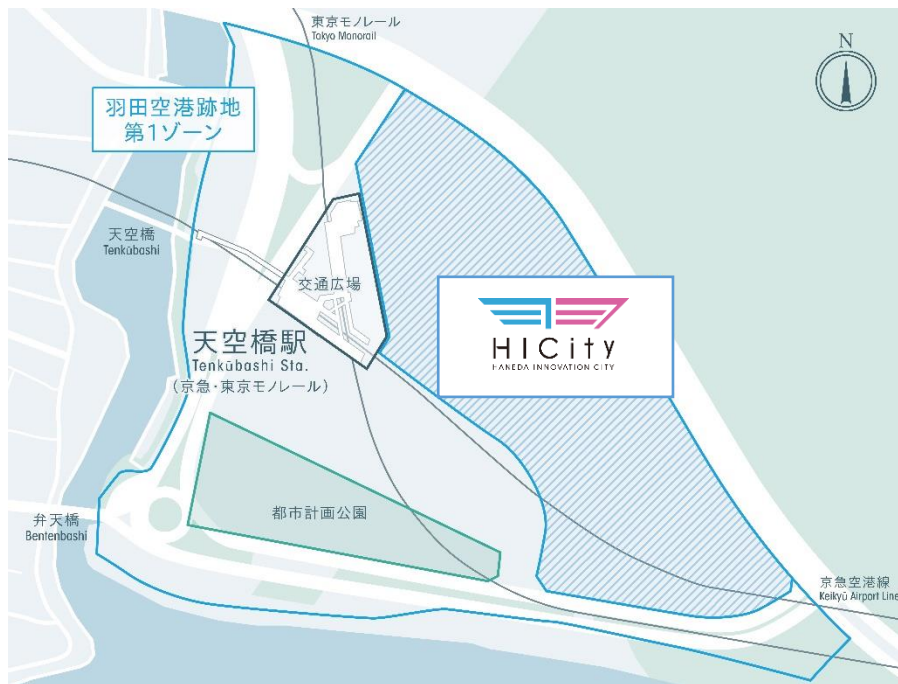 東京モノレール
Tokyo Monorail
N
羽田空港跡地
第1ゾーン
天空橋
Tenkūbashi
交通広場
HICity
HANEDA INNOVATION CITY
天空橋駅
Tenkūbashi Sta.
（京急・東京モノレール）
都市計画公園
弁天橋
Bentenbashi
京急空港線
Keikyū Airport Line